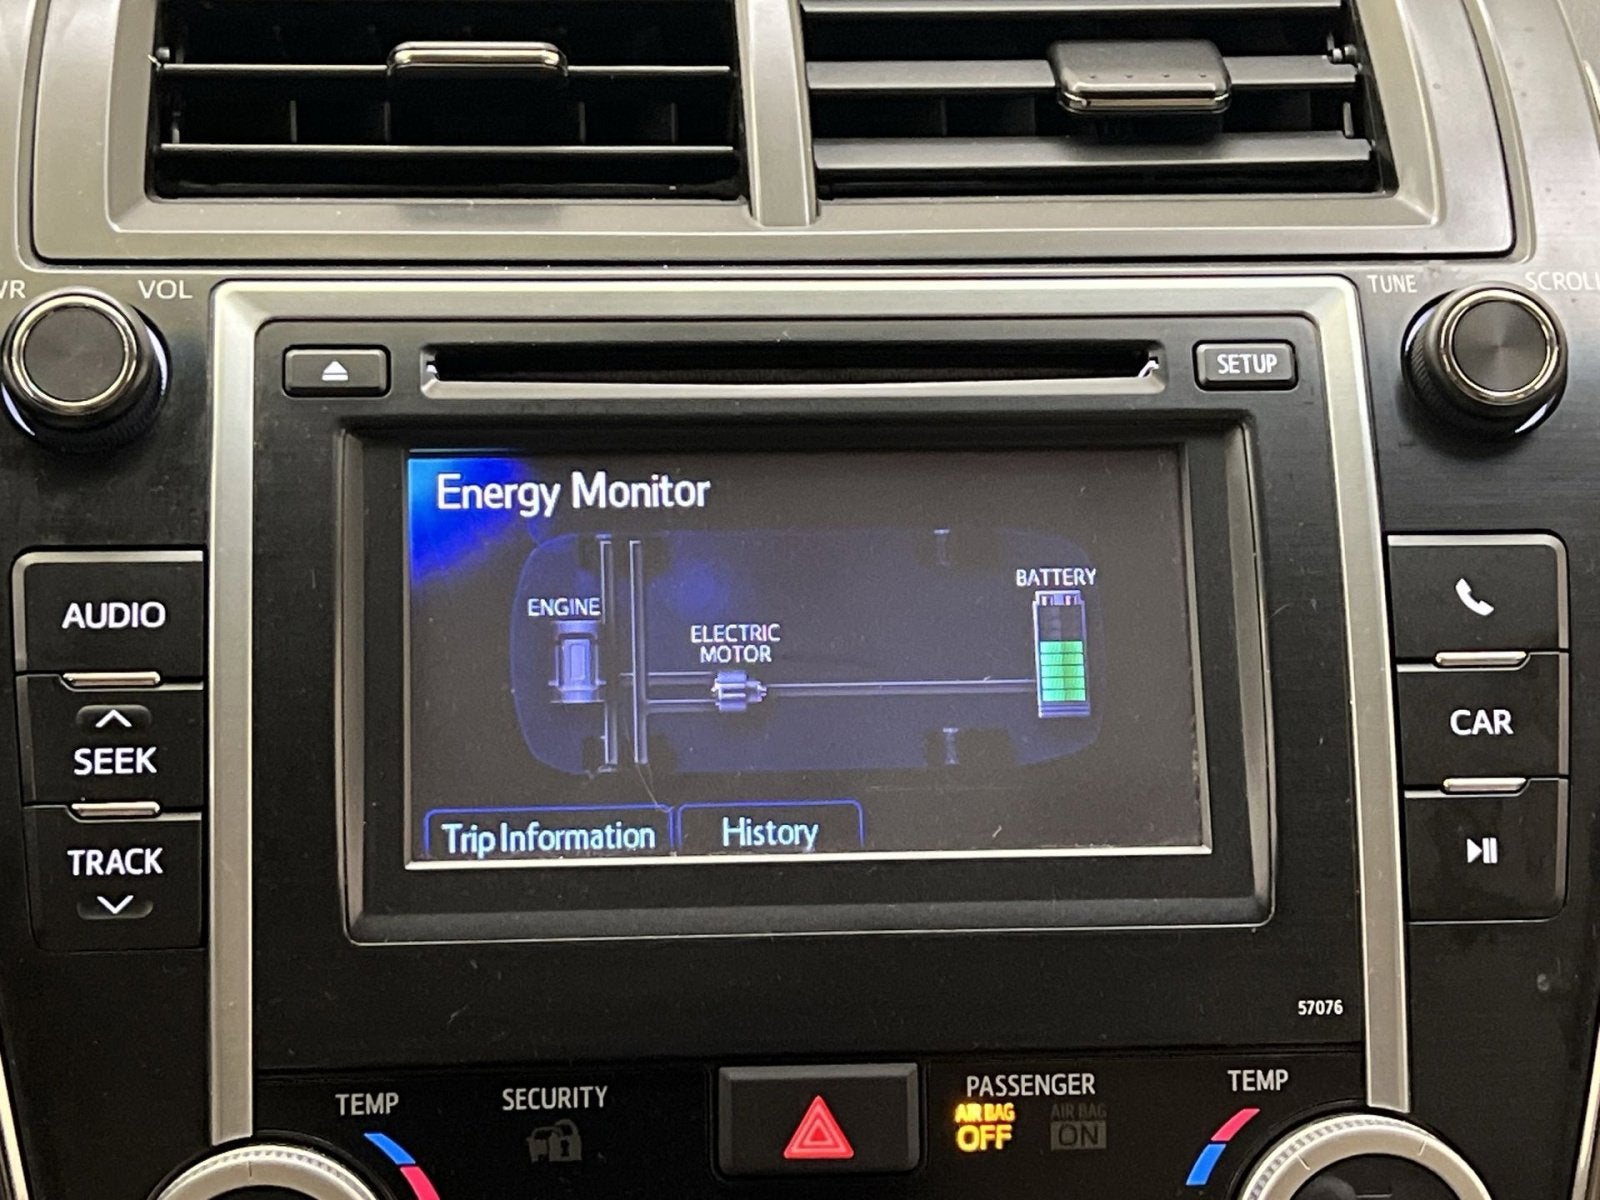 VOL
TUNE
SCROLL
SETUP
Energy Monitor
AUDIO
BATTERY
ENGINE
ELECTRIC
MOTOR
CAR
SEEK
Trip Information
History
TRACK
57076
TEMP
SECURITY
PASSENGER
TEMP
AIR BAG
OFF
AIR BAG
ON